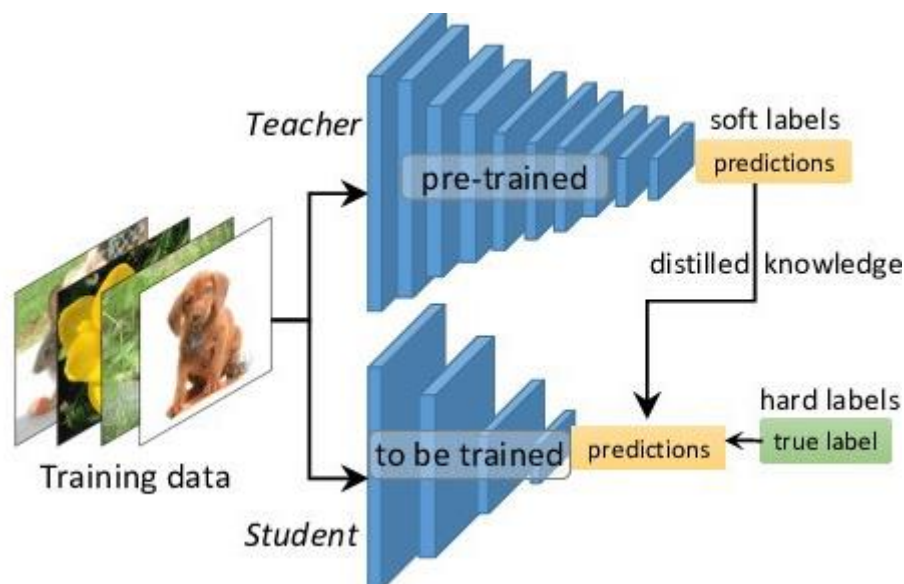 Teacher
soft labels
pre-trained
predictions
distilled knowledge
hard labels
to be trained
predictions
true label
Training data
Student